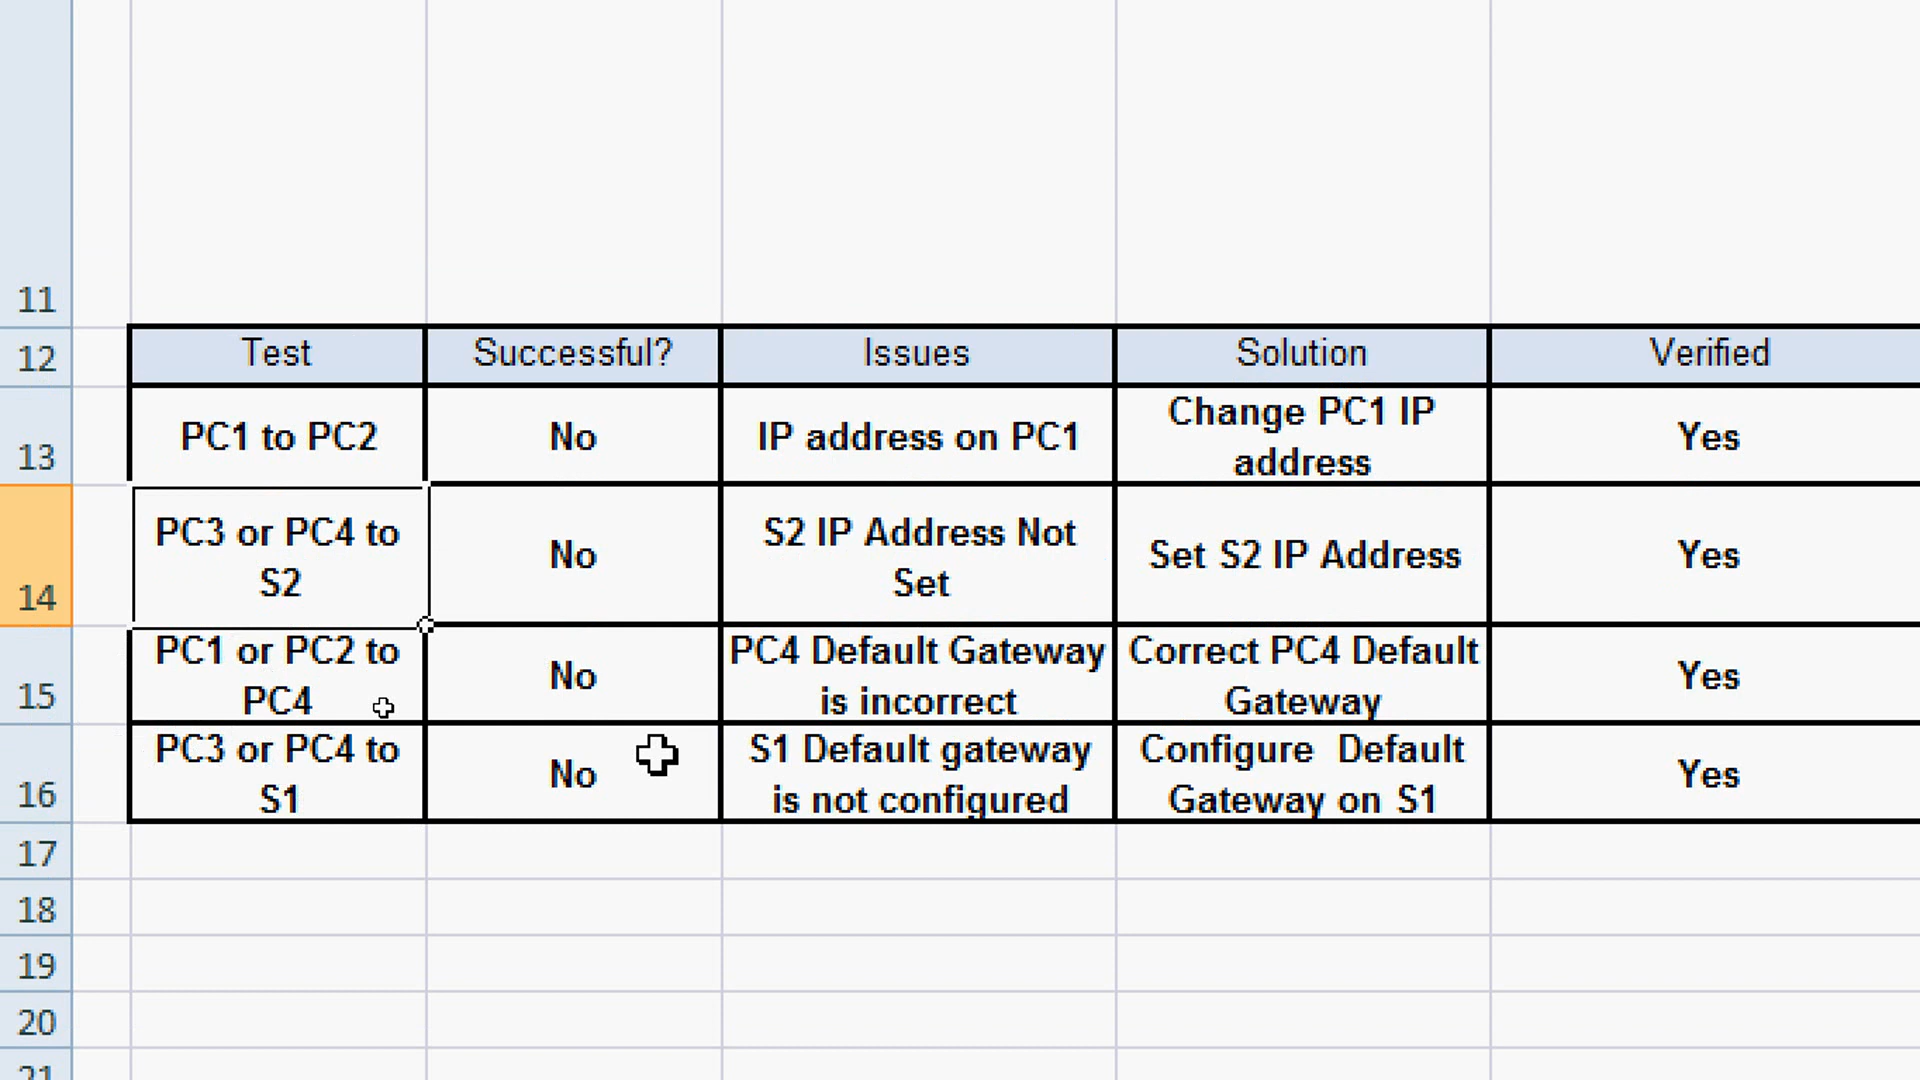 11
12 Test Successful? Issues Solution Verified
13 PC1 to PC2 No IP address on PC1 Change PC1 IP
address Yes
14 PC3 or PC4 to
S2 No S2 IP Address Not
Set Set S2 IP Address Yes
15 PC1 or PC2 to
PC4 No PC4 Default Gateway
is incorrect Correct PC4 Default
Gateway Yes
16 PC3 or PC4 to
S1 No S1 Default gateway
is not configured Configure  Default
Gateway on S1 Yes
17
18
19
20
21